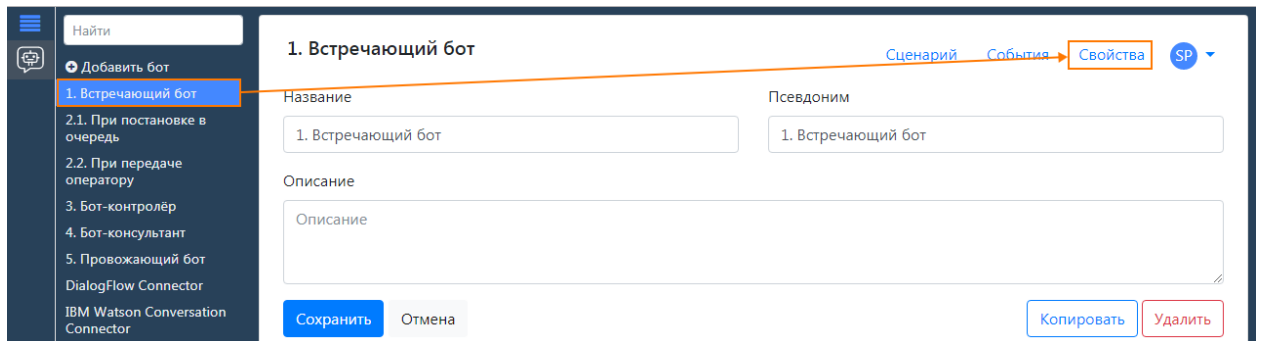 Найти
Добавить бот
1. Встречающий бот
2.1. При постановке в
очередь
2.2. При передаче
оператору
3. Бот-контролёр
4. Бот-консультант
5. Провожающий бот
DialogFlow Connector
IBM Watson Conversation
Connector
1. Встречающий бот
Сценарий События Свойства SP
Название Псевдоним
1. Встречающий бот 1. Встречающий бот
Описание
Описание
Сохранить Отмена Копировать Удалить